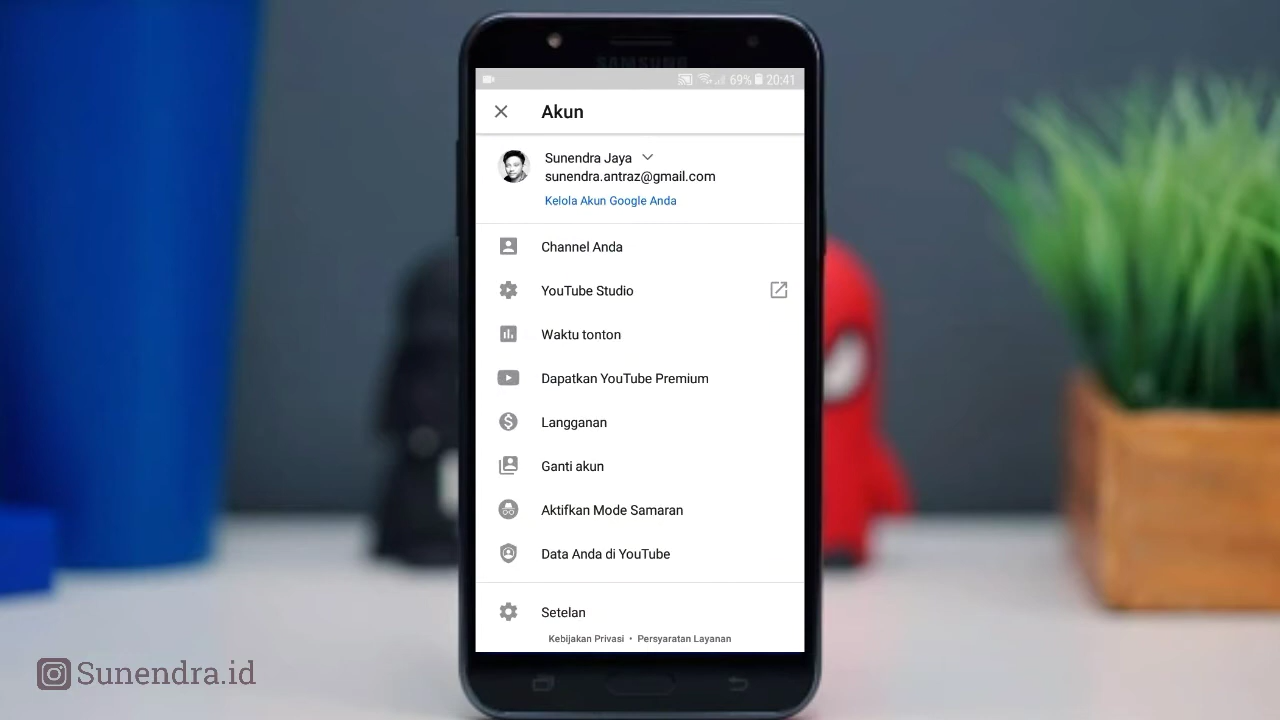 SAMSUNG
69% 20:41
Akun
Sunendra Jaya
sunendra.antraz@gmail.com
Kelola Akun Google Anda
Channel Anda
YouTube Studio
Waktu tonton
Dapatkan YouTube Premium
Langganan
Ganti akun
Aktifkan Mode Samaran
Data Anda di YouTube
Setelan
Kebijakan Privasi • Persyaratan Layanan
Sunendra.id